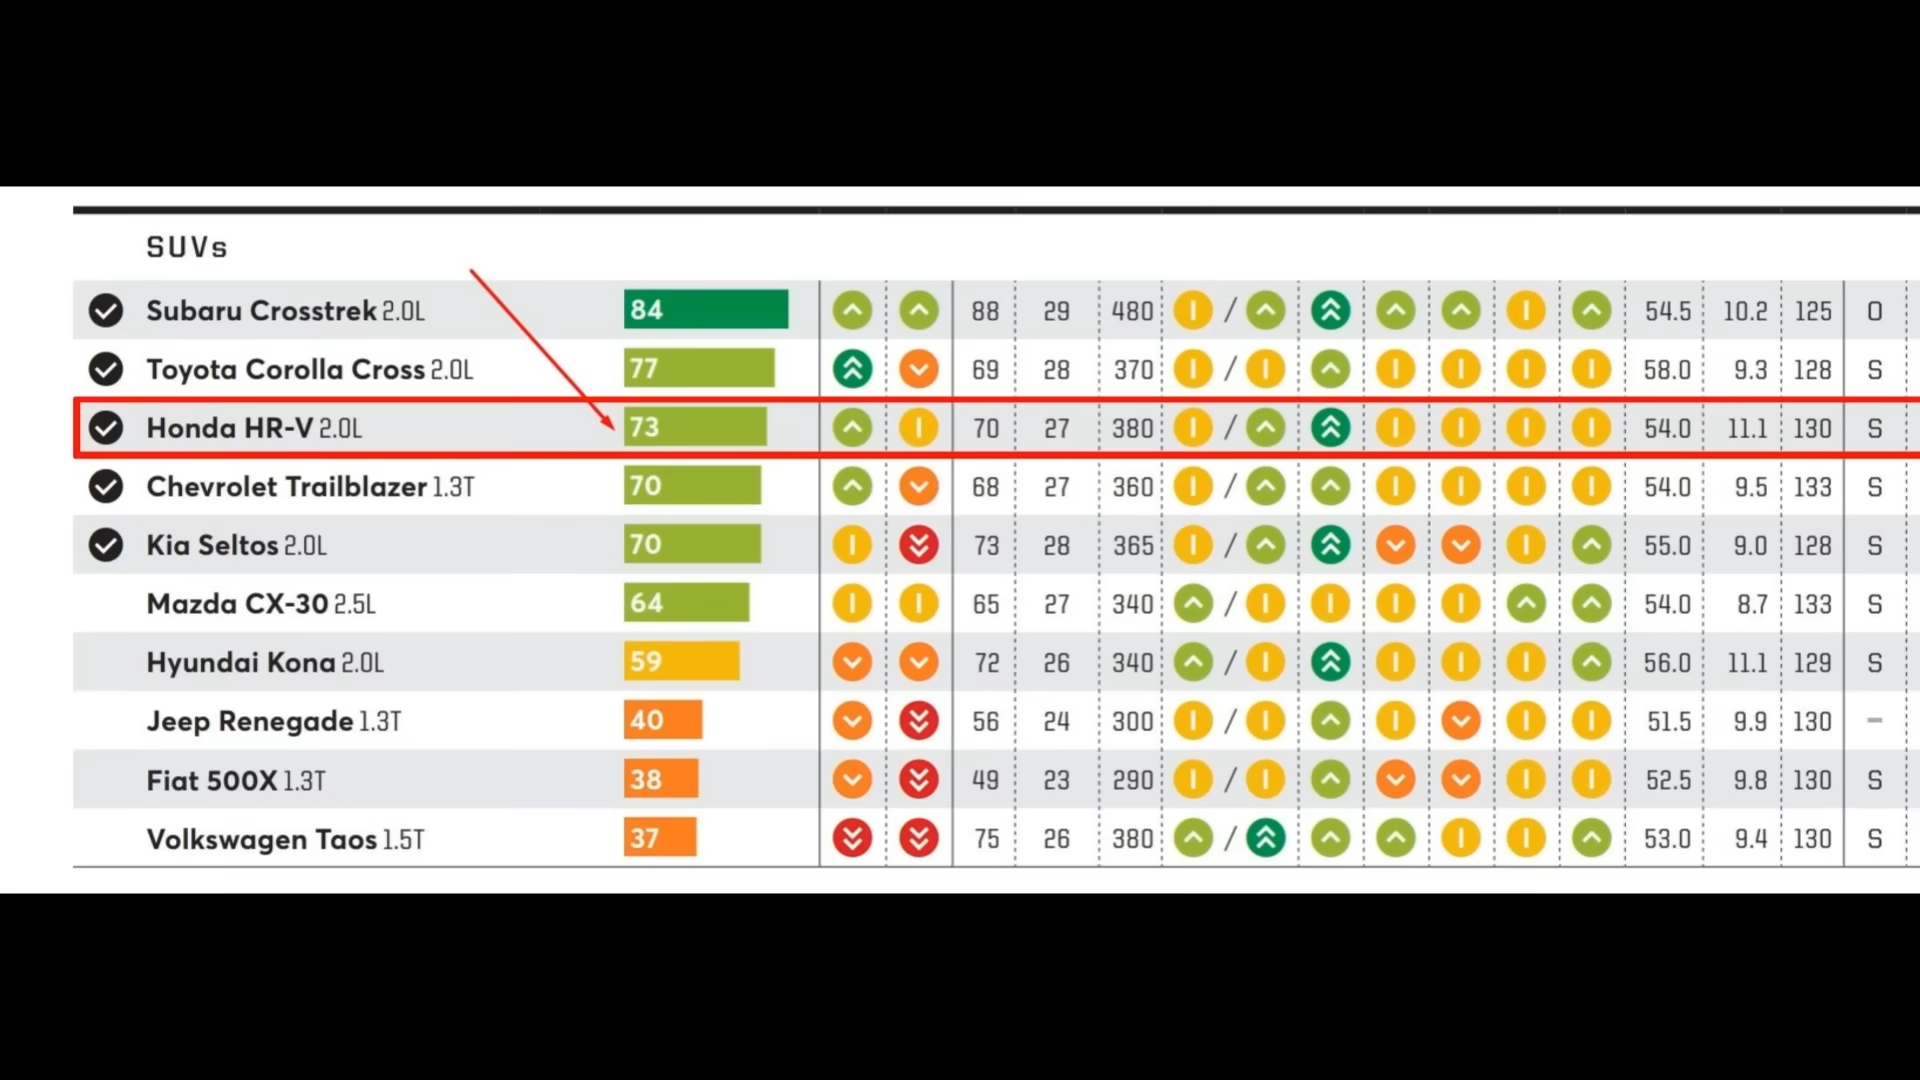 SUVs
Subaru Crosstrek 2.0L 84 88 29 480 / 54.5 10.2 125 O
Toyota Corolla Cross 2.0L 77 69 28 370 / 58.0 9.3 128 S
Honda HR-V 2.0L 73 70 27 380 / 54.0 11.1 130 S
Chevrolet Trailblazer 1.3T 70 68 27 360 / 54.0 9.5 133 S
Kia Seltos 2.0L 70 73 28 365 / 55.0 9.0 128 S
Mazda CX-30 2.5L 64 65 27 340 / 54.0 8.7 133 S
Hyundai Kona 2.0L 59 72 26 340 / 56.0 11.1 129 S
Jeep Renegade 1.3T 40 56 24 300 / 51.5 9.9 130 –
Fiat 500X 1.3T 38 49 23 290 / 52.5 9.8 130 S
Volkswagen Taos 1.5T 37 75 26 380 / 53.0 9.4 130 S